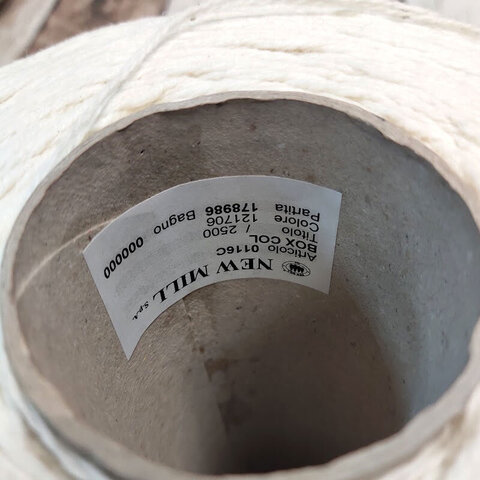 NEW MILL S.p.A.
Articolo 0116C
BOX COL
Titolo / 2500
Colore 121706
Partita 178986 Bagno 000000